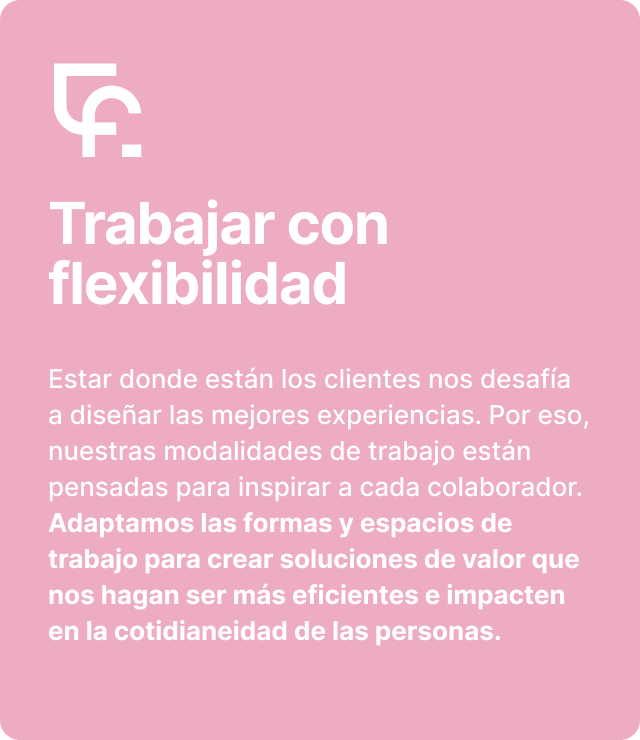 Trabajar con
flexibilidad
Estar donde están los clientes nos desafía
a diseñar las mejores experiencias. Por eso,
nuestras modalidades de trabajo están
pensadas para inspirar a cada colaborador.
Adaptamos las formas y espacios de
trabajo para crear soluciones de valor que
nos hagan ser más eficientes e impacten
en la cotidianeidad de las personas.